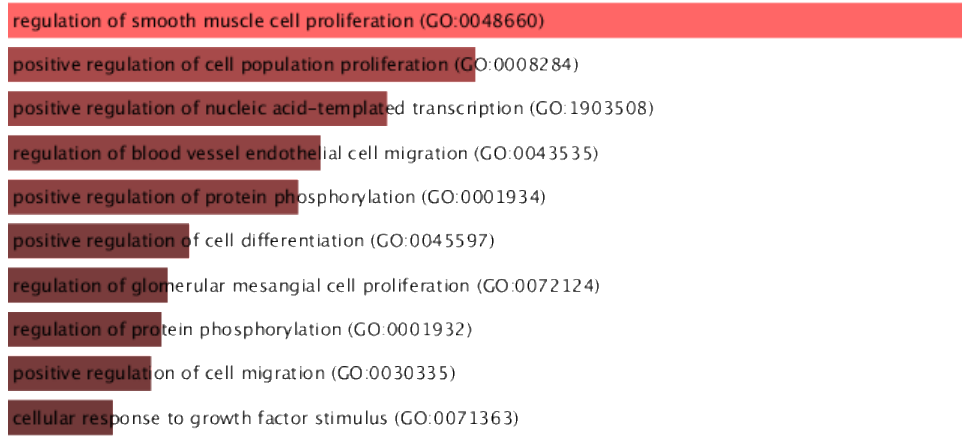 regulation of smooth muscle cell proliferation (GO:0048660)
positive regulation of cell population proliferation (GO:0008284)
positive regulation of nucleic acid-templated transcription (GO:1903508)
regulation of blood vessel endothelial cell migration (GO:0043535)
positive regulation of protein phosphorylation (GO:0001934)
positive regulation of cell differentiation (GO:0045597)
regulation of glomerular mesangial cell proliferation (GO:0072124)
regulation of protein phosphorylation (GO:0001932)
positive regulation of cell migration (GO:0030335)
cellular response to growth factor stimulus (GO:0071363)